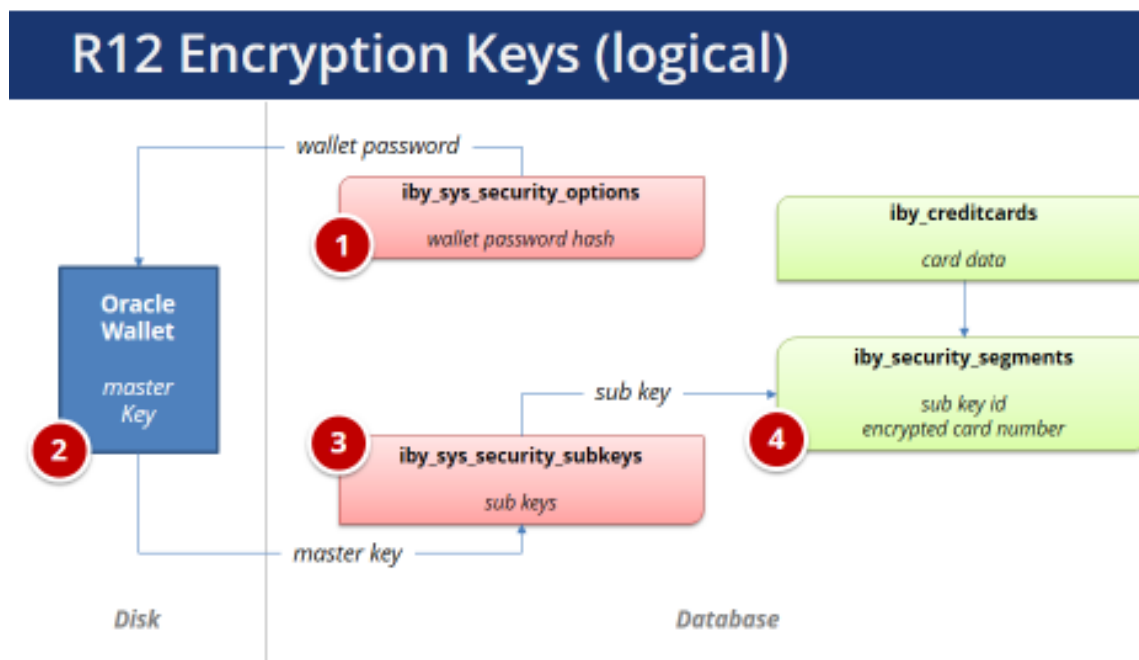 R12 Encryption Keys (logical)
wallet password
iby_sys_security_options
wallet password hash
1
iby_creditcards
card data
Oracle
Wallet
master
Key
2
iby_security_segments
sub key id
encrypted card number
4
sub key
3
iby_sys_security_subkeys
sub keys
master key
Disk
Database